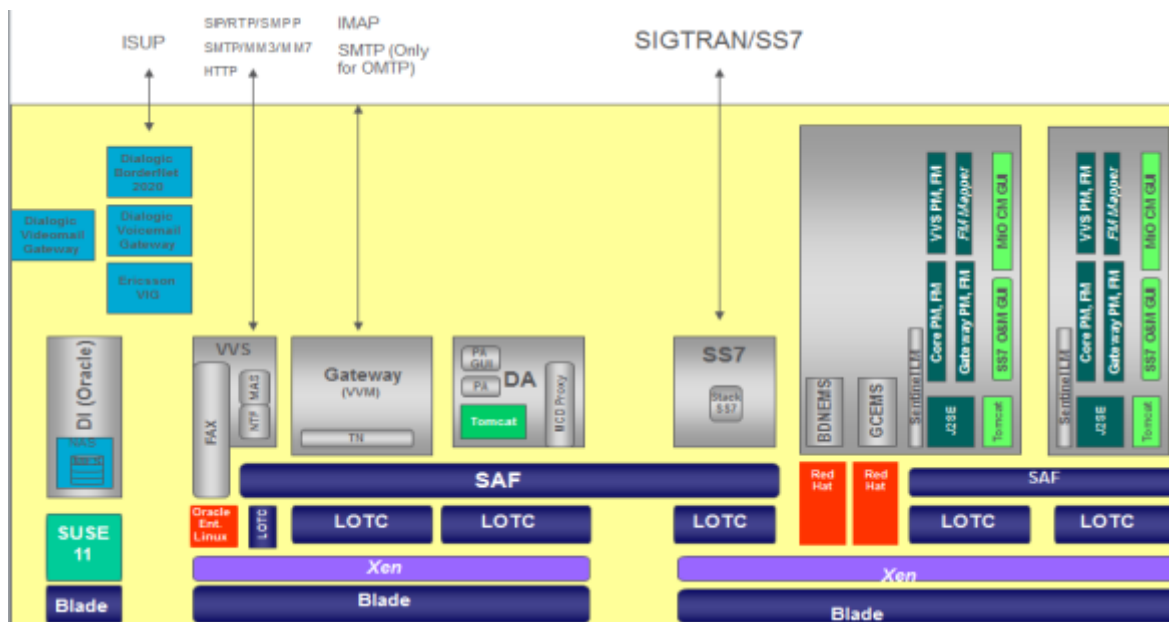 ISUP
SIP/RTP/SMPP
SMTP/MM3/MM7
HTTP
IMAP
SMTP (Only
for OMTP)
SIGTRAN/SS7
Dialogic
BorderNet
2020
Dialogic
Videomail
Gateway
Dialogic
Voicemail
Gateway
Ericsson
VIG
DI (Oracle)
NAS
SUSE
11
Blade
VVS
FAX
MAS
NTP
Gateway
(VVM)
TN
PA
GUI
PA
DA
Tomcat
MCD Proxy
SS7
Stack
SS7
BDNEMS
GCEMS
Sentinel LM
VVS PM, FM
FM Mapper
MiO CM GUI
Core PM, FM
Gateway PM, FM
SS7 O&M GUI
J2SE
Tomcat
Sentinel LM
VVS PM, FM
FM Mapper
MiO CM GUI
Core PM, FM
Gateway PM, FM
SS7 O&M GUI
J2SE
Tomcat
SAF
Red
Hat
Red
Hat
SAF
Oracle
Ent.
Linux
LOTC
LOTC
LOTC
LOTC
LOTC
LOTC
Xen
Xen
Blade
Blade